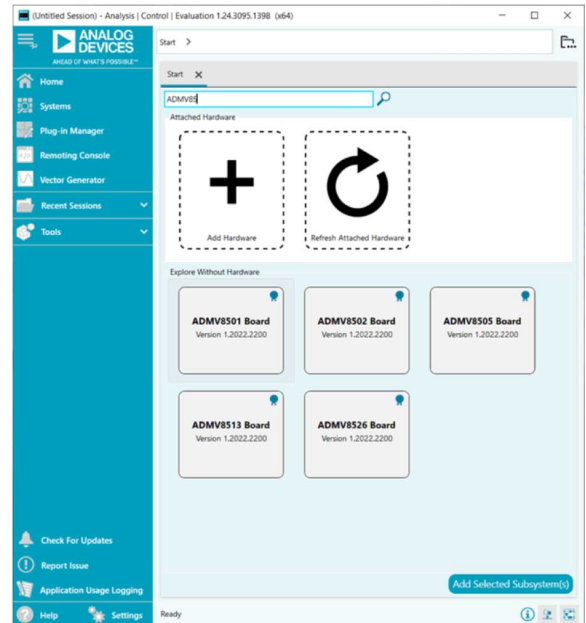 (Untitled Session) - Analysis | Control | Evaluation 1.24.3095.1398 (x64)
ANALOG
DEVICES
AHEAD OF WHAT'S POSSIBLE™
Start >
Home
Systems
Plug-in Manager
Remoting Console
Vector Generator
Recent Sessions
Tools
Start X
ADMV85
Attached Hardware
Add Hardware
Refresh Attached Hardware
Explore Without Hardware
ADMV8501 Board
Version 1.2022.2200
ADMV8502 Board
Version 1.2022.2200
ADMV8505 Board
Version 1.2022.2200
ADMV8513 Board
Version 1.2022.2200
ADMV8526 Board
Version 1.2022.2200
Add Selected Subsystem(s)
Check For Updates
Report Issue
Application Usage Logging
Help
Settings
Ready